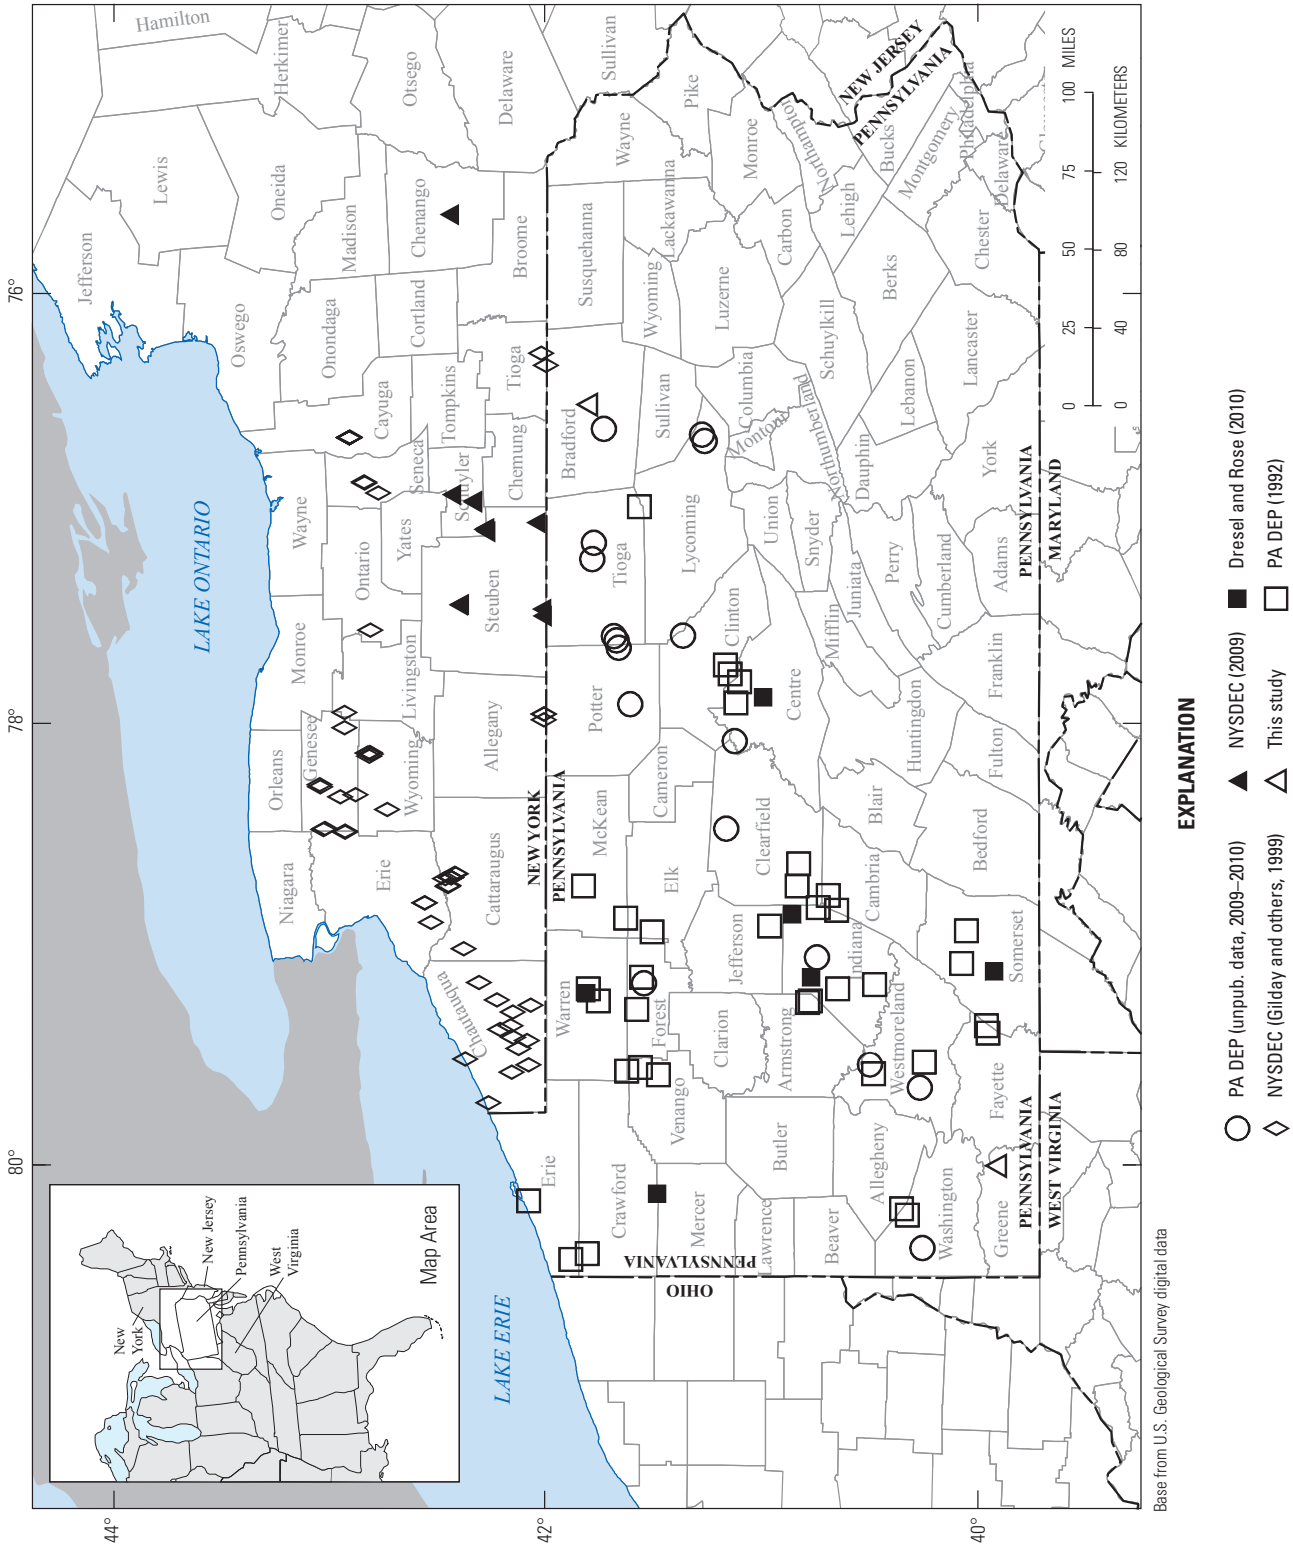 80°
78°
76°
44°
42°
40°
New York
New Jersey
Pennsylvania
West Virginia
Map Area
LAKE ONTARIO
LAKE ERIE
Jefferson
Lewis
Hamilton
Herkimer
Oswego
Oneida
Otsego
Madison
Onondaga
Chenango
Delaware
Cortland
Cayuga
Broome
Sullivan
Tioga
Tompkins
Seneca
Schuyler
Chemung
Wayne
Yates
Ontario
Steuben
Monroe
Livingston
Genesee
Orleans
Wyoming
Allegany
Niagara
Erie
Cattaraugus
Chautauqua
NEW YORK
PENNSYLVANIA
Wayne
Pike
Susquehanna
Lackawanna
Monroe
Wyoming
Luzerne
Carbon
Northampton
Lehigh
Bucks
Montgomery
Philadelphia
Delaware
Chester
Berks
Schuylkill
Bradford
Sullivan
Columbia
Montour
Northumberland
Lebanon
Lancaster
Dauphin
York
Tioga
Lycoming
Union
Snyder
Juniata
Perry
Cumberland
Adams
Mifflin
Clinton
Potter
Centre
Huntingdon
Franklin
Fulton
McKean
Cameron
Elk
Clearfield
Blair
Bedford
Cambria
Jefferson
Indiana
Somerset
Warren
Forest
Clarion
Armstrong
Westmoreland
Venango
Butler
Fayette
Erie
Crawford
Mercer
Lawrence
Beaver
Allegheny
Washington
Greene
NEW JERSEY
PENNSYLVANIA
PENNSYLVANIA
MARYLAND
PENNSYLVANIA
WEST VIRGINIA
PENNSYLVANIA
OHIO
0 25 50 75 100 MILES
0 40 80 120 KILOMETERS
Base from U.S. Geological Survey digital data
EXPLANATION
PA DEP (unpub. data, 2009–2010)
NYSDEC (2009)
Dresel and Rose (2010)
NYSDEC (Gilday and others, 1999)
This study
PA DEP (1992)